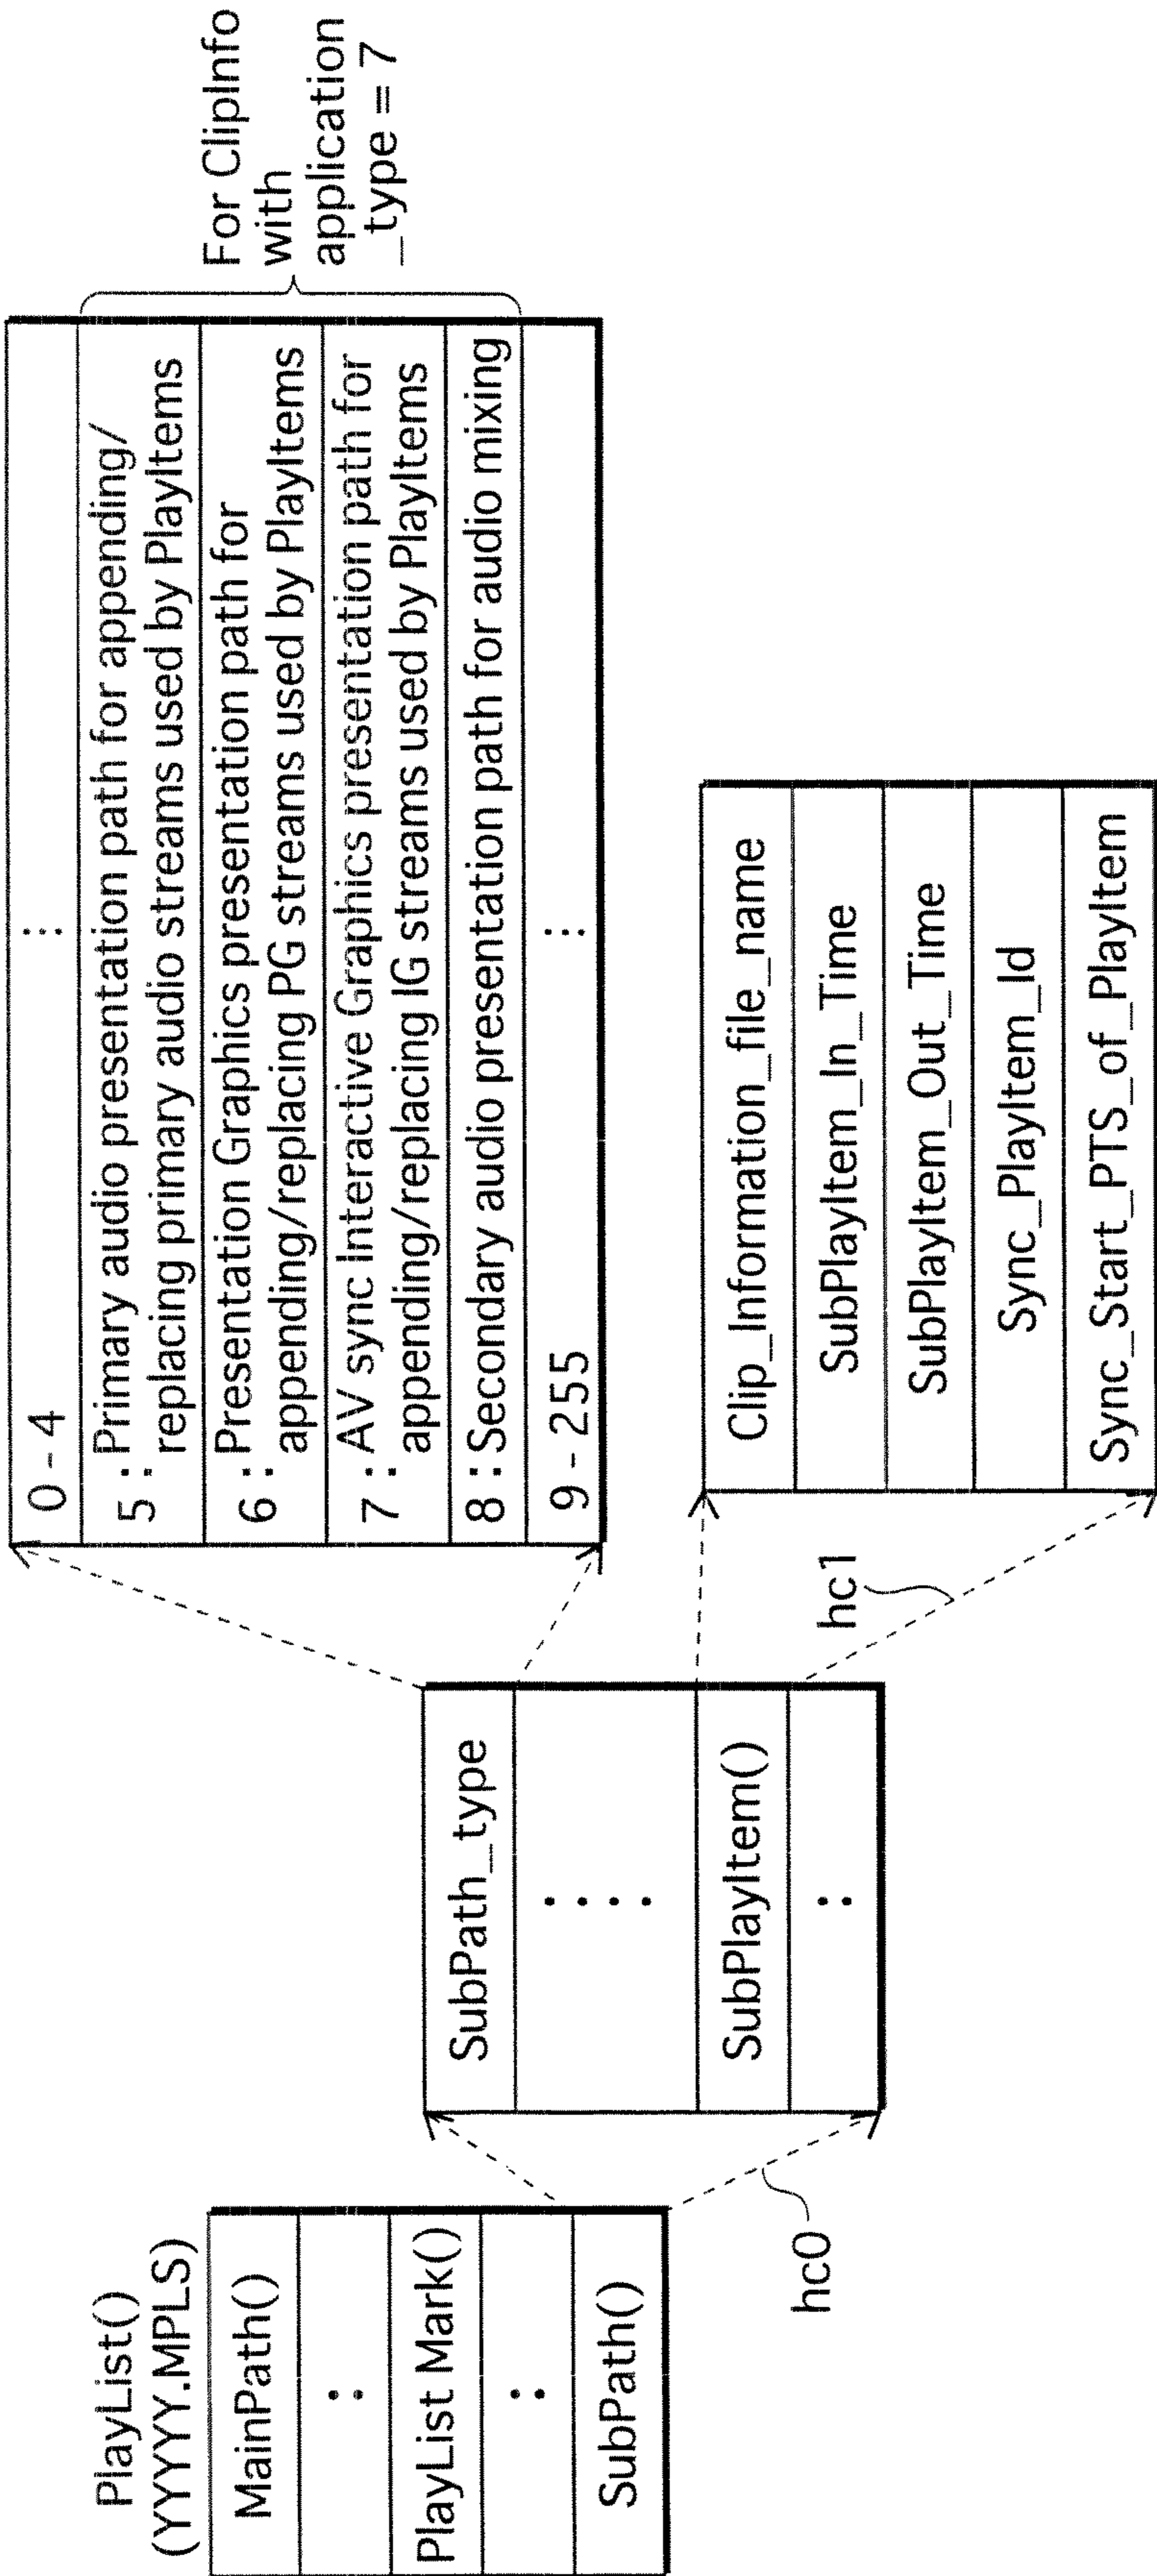 PlayList()
(YYYYY.MPLS)
MainPath()
:
PlayList Mark()
:
SubPath()
hc0
SubPath_type
....
SubPlayItem()
:
hc1
0 - 4 :
5 : Primary audio presentation path for appending/
replacing primary audio streams used by PlayItems
6 : Presentation Graphics presentation path for
appending/replacing PG streams used by PlayItems
7 : AV sync Interactive Graphics presentation path for
appending/replacing IG streams used by PlayItems
8 : Secondary audio presentation path for audio mixing
9 - 255 :
For ClipInfo
with
application
_type = 7
Clip_Information_file_name
SubPlayItem_In_Time
SubPlayItem_Out_Time
Sync_PlayItem_Id
Sync_Start_PTS_of_PlayItem